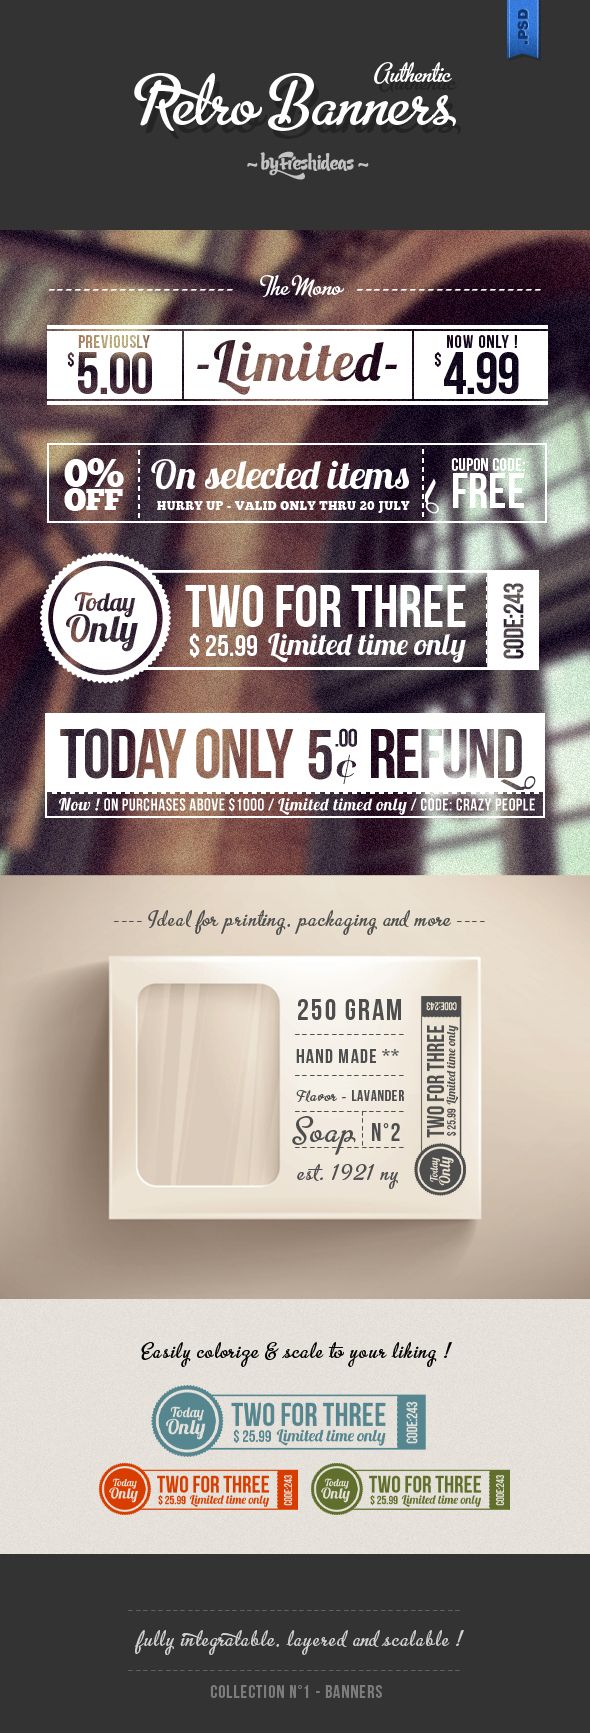 .PSD
Authentic
Retro Banners
~ by Freshideas ~
The Mono
PREVIOUSLY
$5.00
-Limited-
NOW ONLY !
$4.99
0%
OFF
On selected items
HURRY UP - VALID ONLY THRU 20 JULY
CUPON CODE:
FREE
Today
Only
TWO FOR THREE
$ 25.99 Limited time only
CODE:243
TODAY ONLY 5.00¢ REFUND
Now ! ON PURCHASES ABOVE $1000 / Limited timed only / CODE: CRAZY PEOPLE
---- Ideal for printing, packaging and more ----
250 GRAM
HAND MADE **
Flavor - LAVANDER
Soap N°2
est. 1921 ny
CODE:243
TWO FOR THREE
$ 25.99 Limited time only
Today
Only
Easily colorize & scale to your liking !
Today
Only
TWO FOR THREE
$ 25.99 Limited time only
CODE:243
Today
Only
TWO FOR THREE
$ 25.99 Limited time only
CODE:243
Today
Only
TWO FOR THREE
$ 25.99 Limited time only
CODE:243
fully integratable, layered and scalable !
COLLECTION N°1 - BANNERS